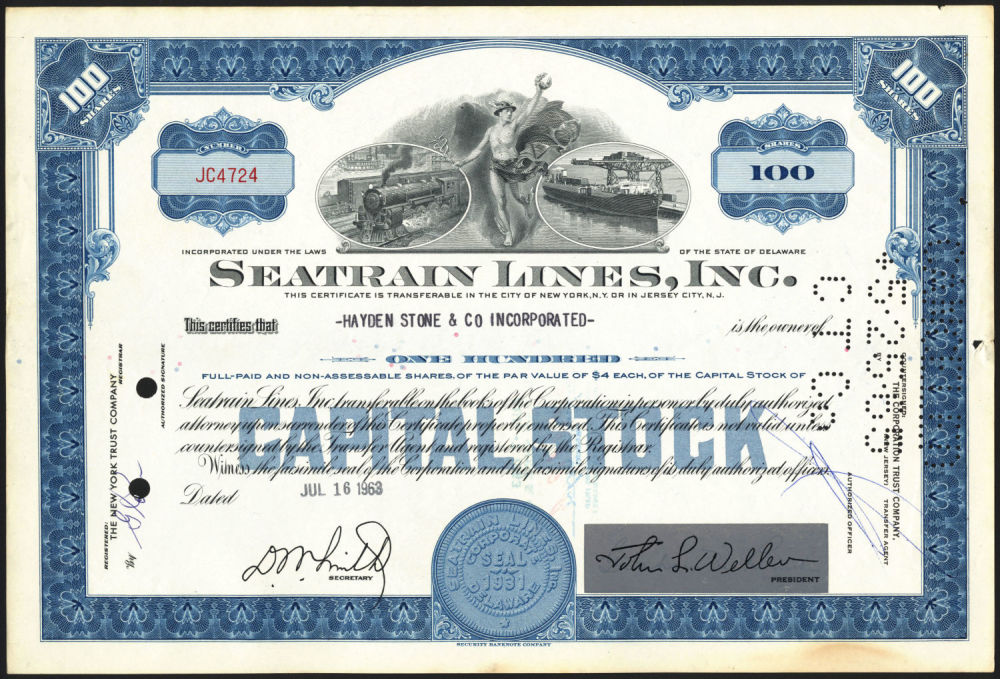 100 SHARES
100 SHARES
NUMBER
JC4724
SHARES
100
INCORPORATED UNDER THE LAWS OF THE STATE OF DELAWARE
SEATRAIN LINES, INC.
THIS CERTIFICATE IS TRANSFERABLE IN THE CITY OF NEW YORK, N.Y. OR IN JERSEY CITY, N.J.
This certifies that -HAYDEN STONE & CO INCORPORATED- is the owner of
ONE HUNDRED
FULL-PAID AND NON-ASSESSABLE SHARES, OF THE PAR VALUE OF $4 EACH, OF THE CAPITAL STOCK OF
Seatrain Lines, Inc. transferable on the books of the Corporation in person or by duly authorized
attorney upon surrender of this Certificate properly endorsed. This Certificate is not valid unless
countersigned by the Transfer Agent and registered by the Registrar.
Witness the facsimile seal of the Corporation and the facsimile signatures of its duly authorized officers.
CAPITAL STOCK
Dated JUL 16 1963
REGISTERED:
THE NEW YORK TRUST COMPANY
REGISTRAR
By
AUTHORIZED SIGNATURE
COUNTERSIGNED:
THE CORPORATION TRUST COMPANY,
(NEW JERSEY) TRANSFER AGENT
BY
AUTHORIZED OFFICER
D M Smith
SECRETARY
SEATRAIN LINES, INC.
CORPORATE
SEAL
1931
DELAWARE
John L. Weller
PRESIDENT
SECURITY BANKNOTE COMPANY